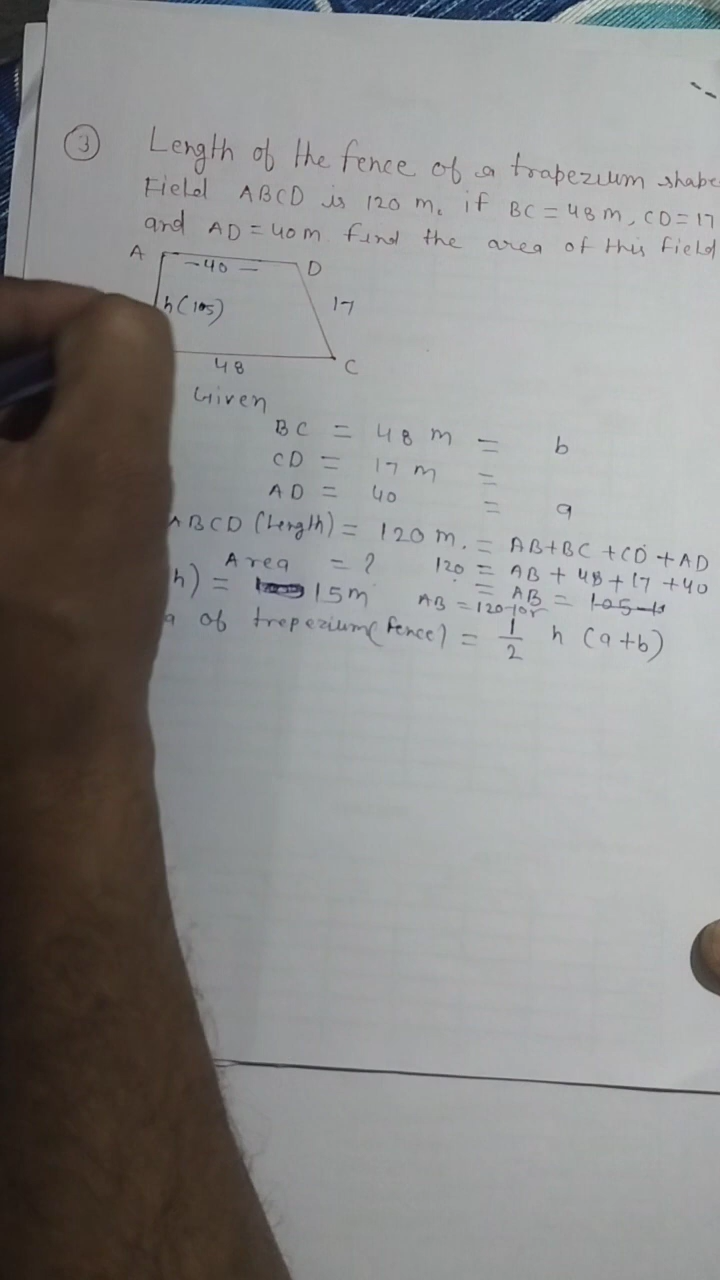 3 Length of the fence of a trapezium shape
Field ABCD is 120 m. if BC = 48m, CD = 17
and AD = 40m find the area of this field
A -40- D
h(105) 17
48 C
Given
BC = 48 m = b
CD = 17 m =
AD = 40 = a
ABCD (Length) = 120 m. = AB+BC+CD+AD
Area = ? 120 = AB + 48 + 17 + 40
h) = 15m = AB =
AB = 120-105
of trepezium(fence) = 1/2 h (a+b)